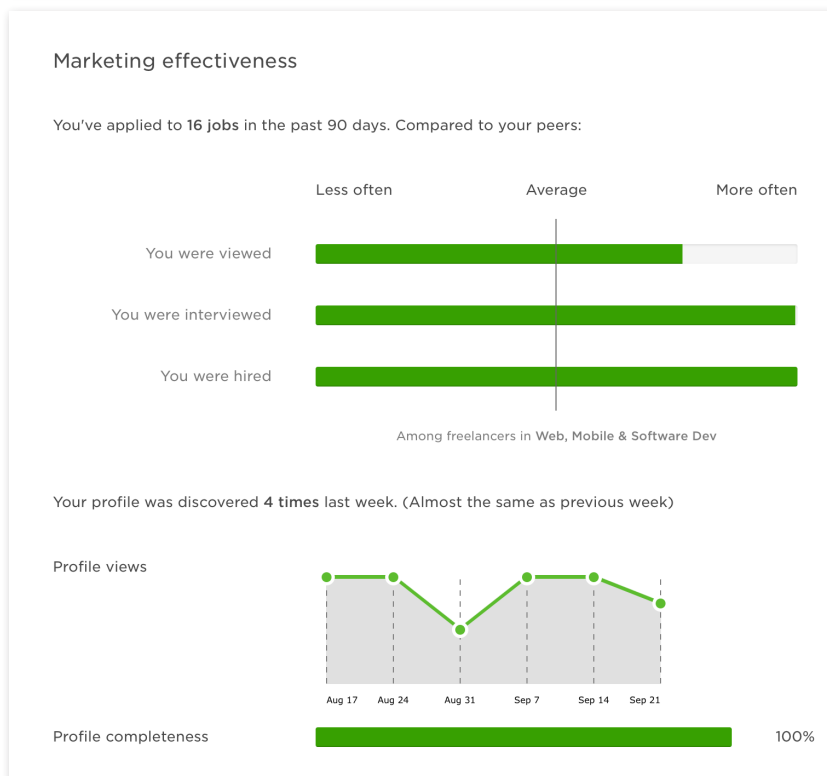 Marketing effectiveness
You've applied to 16 jobs in the past 90 days. Compared to your peers:
Less often Average More often
You were viewed
You were interviewed
You were hired
Among freelancers in Web, Mobile & Software Dev
Your profile was discovered 4 times last week. (Almost the same as previous week)
Profile views
Aug 17 Aug 24 Aug 31 Sep 7 Sep 14 Sep 21
Profile completeness 100%